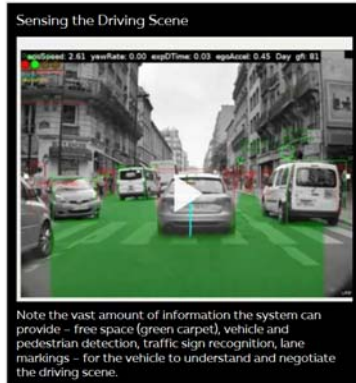 Sensing the Driving Scene
egoSpeed: 2.61 yawRate: 0.00 expDTime: 0.03 egoAccel: 0.45 Day gfi: 81
Note the vast amount of information the system can
provide – free space (green carpet), vehicle and
pedestrian detection, traffic sign recognition, lane
markings – for the vehicle to understand and negotiate
the driving scene.